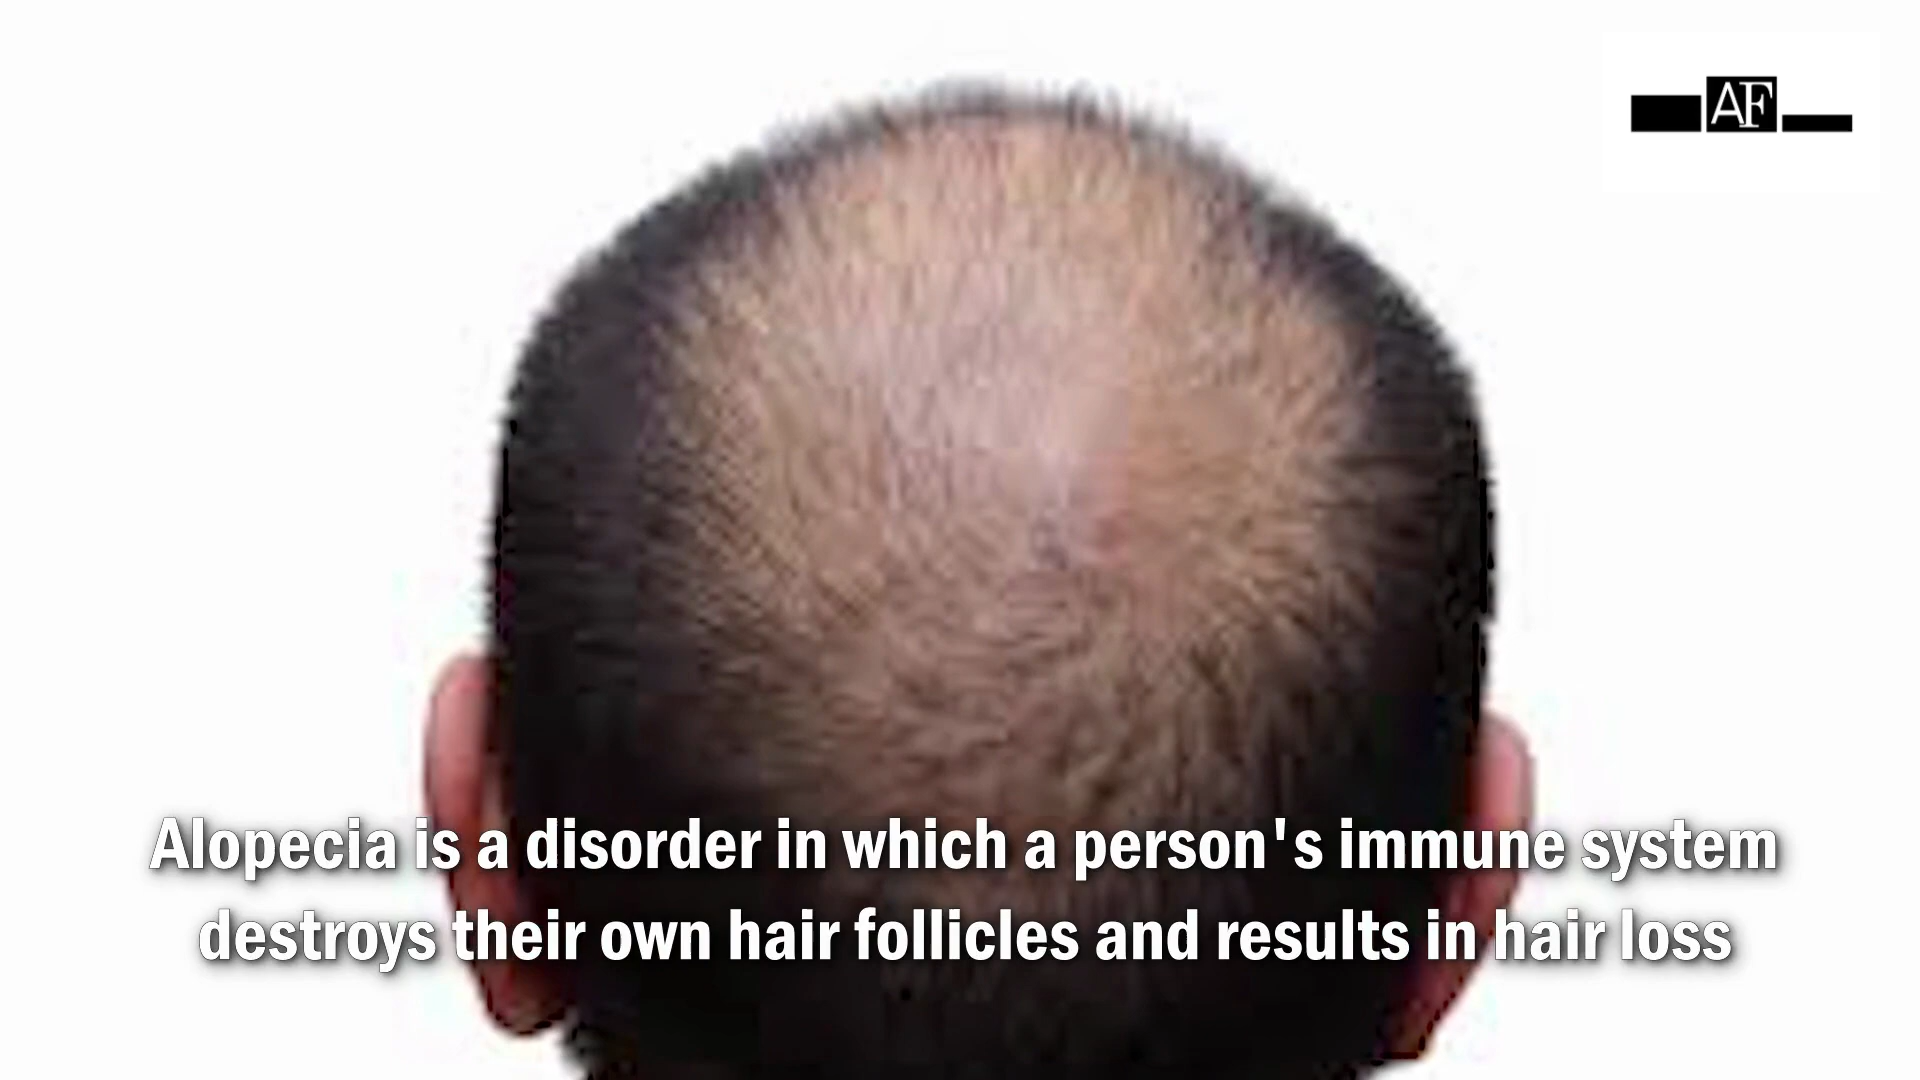 AF
Alopecia is a disorder in which a person's immune system
destroys their own hair follicles and results in hair loss